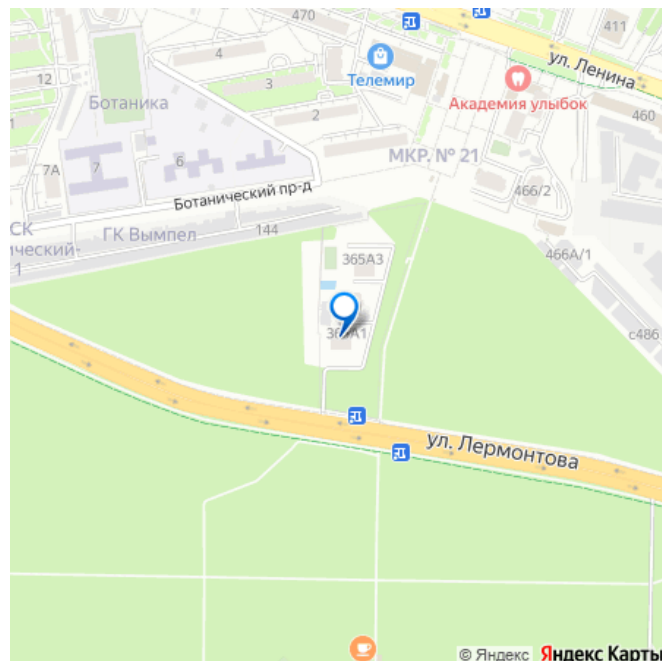 470
411
ул. Ленина
4
Телемир
12
3
Академия улыбок
Ботаника
460
2
МКР. № 21
7А
7
6
466/2
Ботанический пр-д
СК
ГК Вымпел
144
ический-
1
365А3
466А/1
365А1
с486
ул. Лермонтова
© Яндекс Яндекс Карты